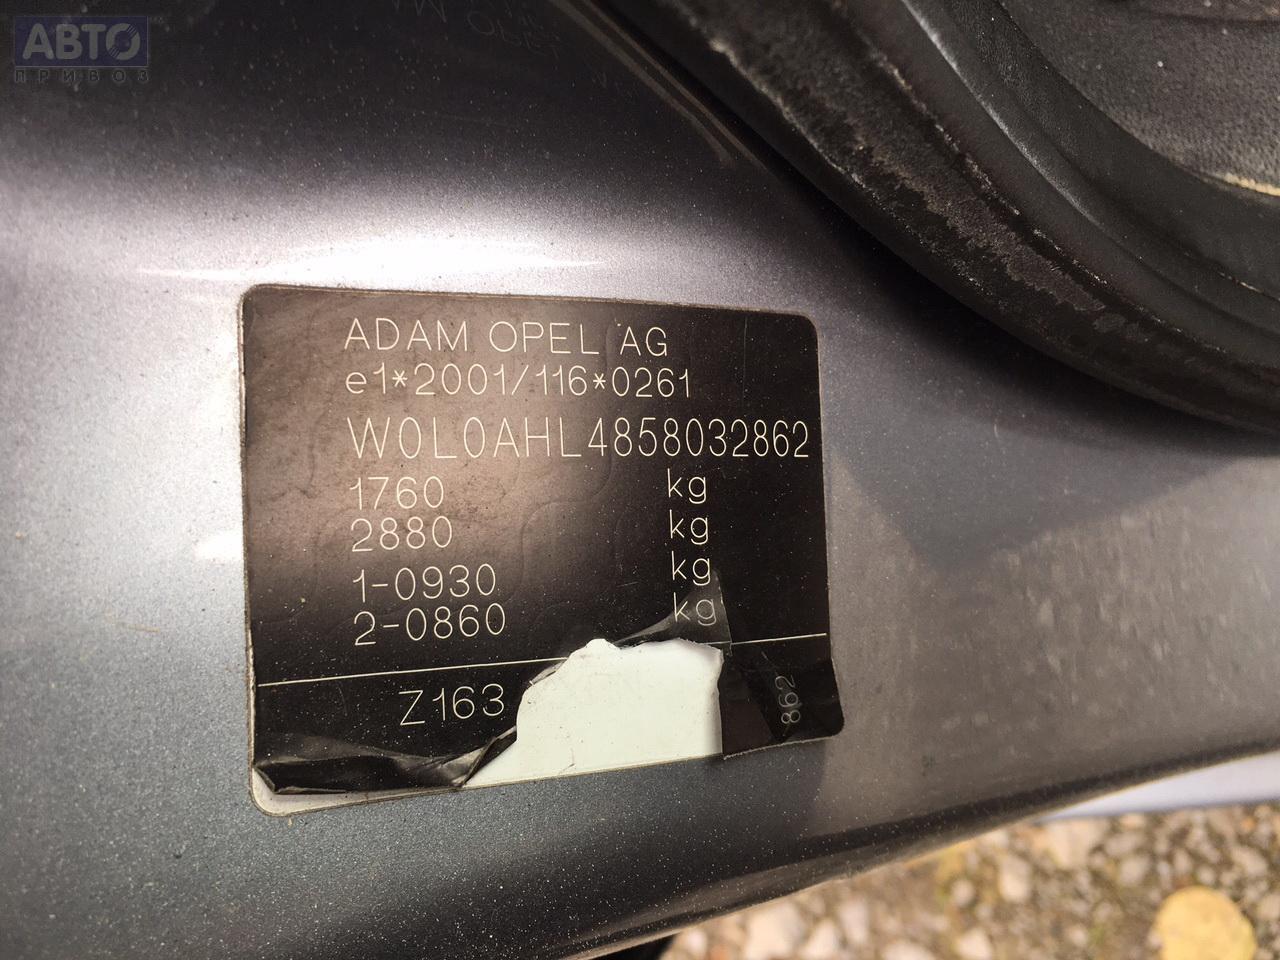 АВТО
ПРИВОЗ
ADAM OPEL AG
e1*2001/116*0261
W0L0AHL4858032862
1760 kg
2880 kg
1-0930 kg
2-0860 kg
Z163
862